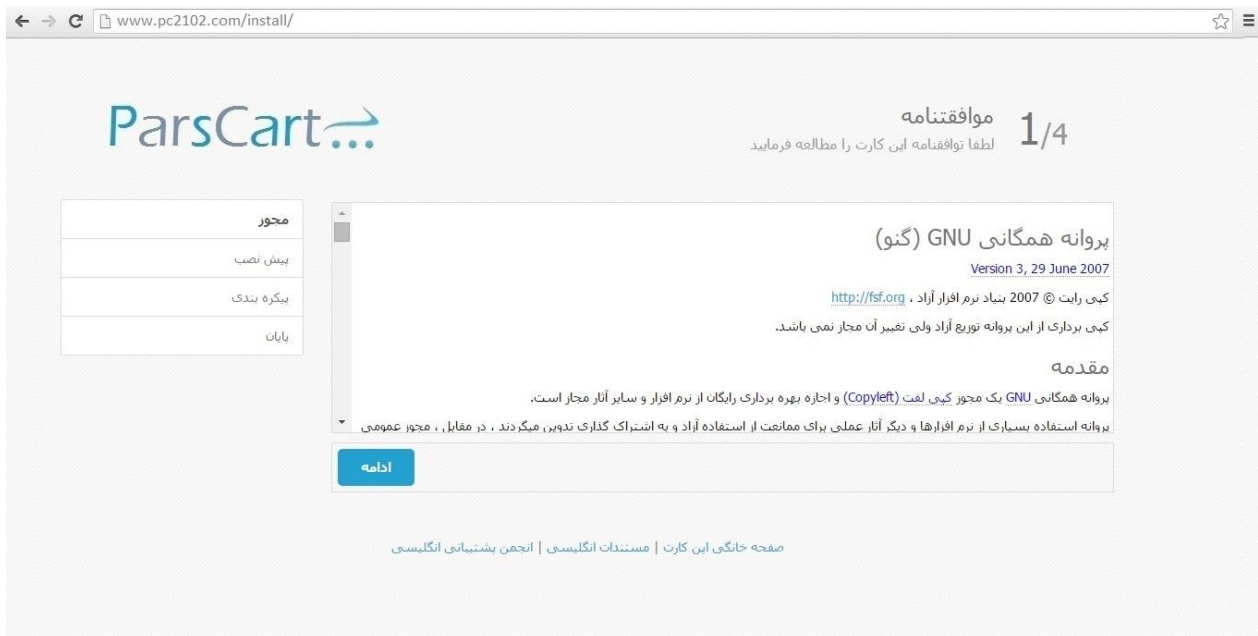 www.pc2102.com/install/
ParsCart
1/4
موافقتنامه
لطفا توافقنامه اپن کارت را مطالعه فرمایید
مجوز
پیش نصب
پیکره بندی
پایان
پروانه همگانی GNU (گنو)
Version 3, 29 June 2007
کپی رایت © 2007 بنیاد نرم افزار آزاد ، http://fsf.org
کپی برداری از این پروانه توزیع آزاد ولی تغییر آن مجاز نمی باشد.
مقدمه
پروانه همگانی GNU یک مجوز کپی لفت (Copyleft) و اجازه بهره برداری رایگان از نرم افزار و سایر آثار مجاز است.
پروانه استفاده بسیاری از نرم افزارها و دیگر آثار عملی برای ممانعت از استفاده آزاد و به اشتراک گذاری تدوین میگردند ، در مقابل ، مجوز عمومی
ادامه
صفحه خانگی اپن کارت | مستندات انگلیسی | انجمن پشتیبانی انگلیسی